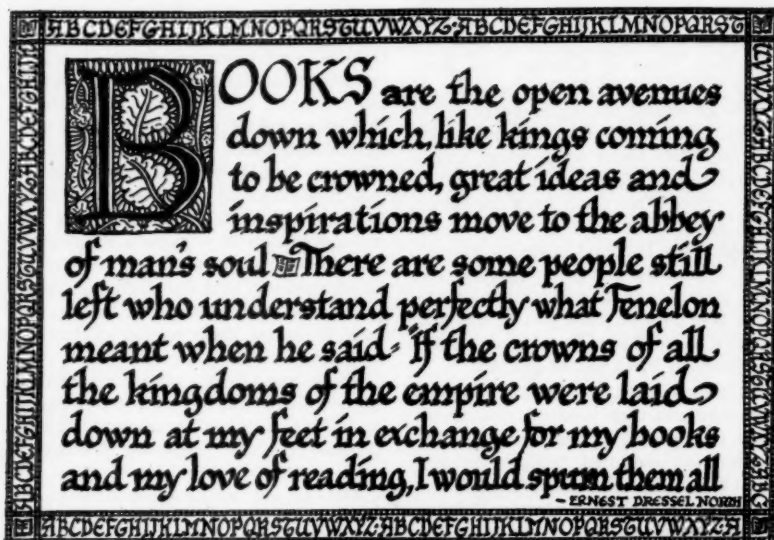 ABCDEFGHIJKLMNOPQRSTUVWXYZ·ABCDEFGHIJKLMNOPQRST
BOOKS are the open avenues
down which, like kings coming
to be crowned, great ideas and
inspirations move to the abbey
of man's soul There are some people still
left who understand perfectly what Fenelon
meant when he said- "If the crowns of all
the kingdoms of the empire were laid
down at my feet in exchange for my books
and my love of reading, I would spurn them all
- ERNEST DRESSEL NORTH
ABCDEFGHIJKLMNOPQRSTUVWXYZ·ABCDEFGHIJKLMNOPQRSTUVWXYZ·A